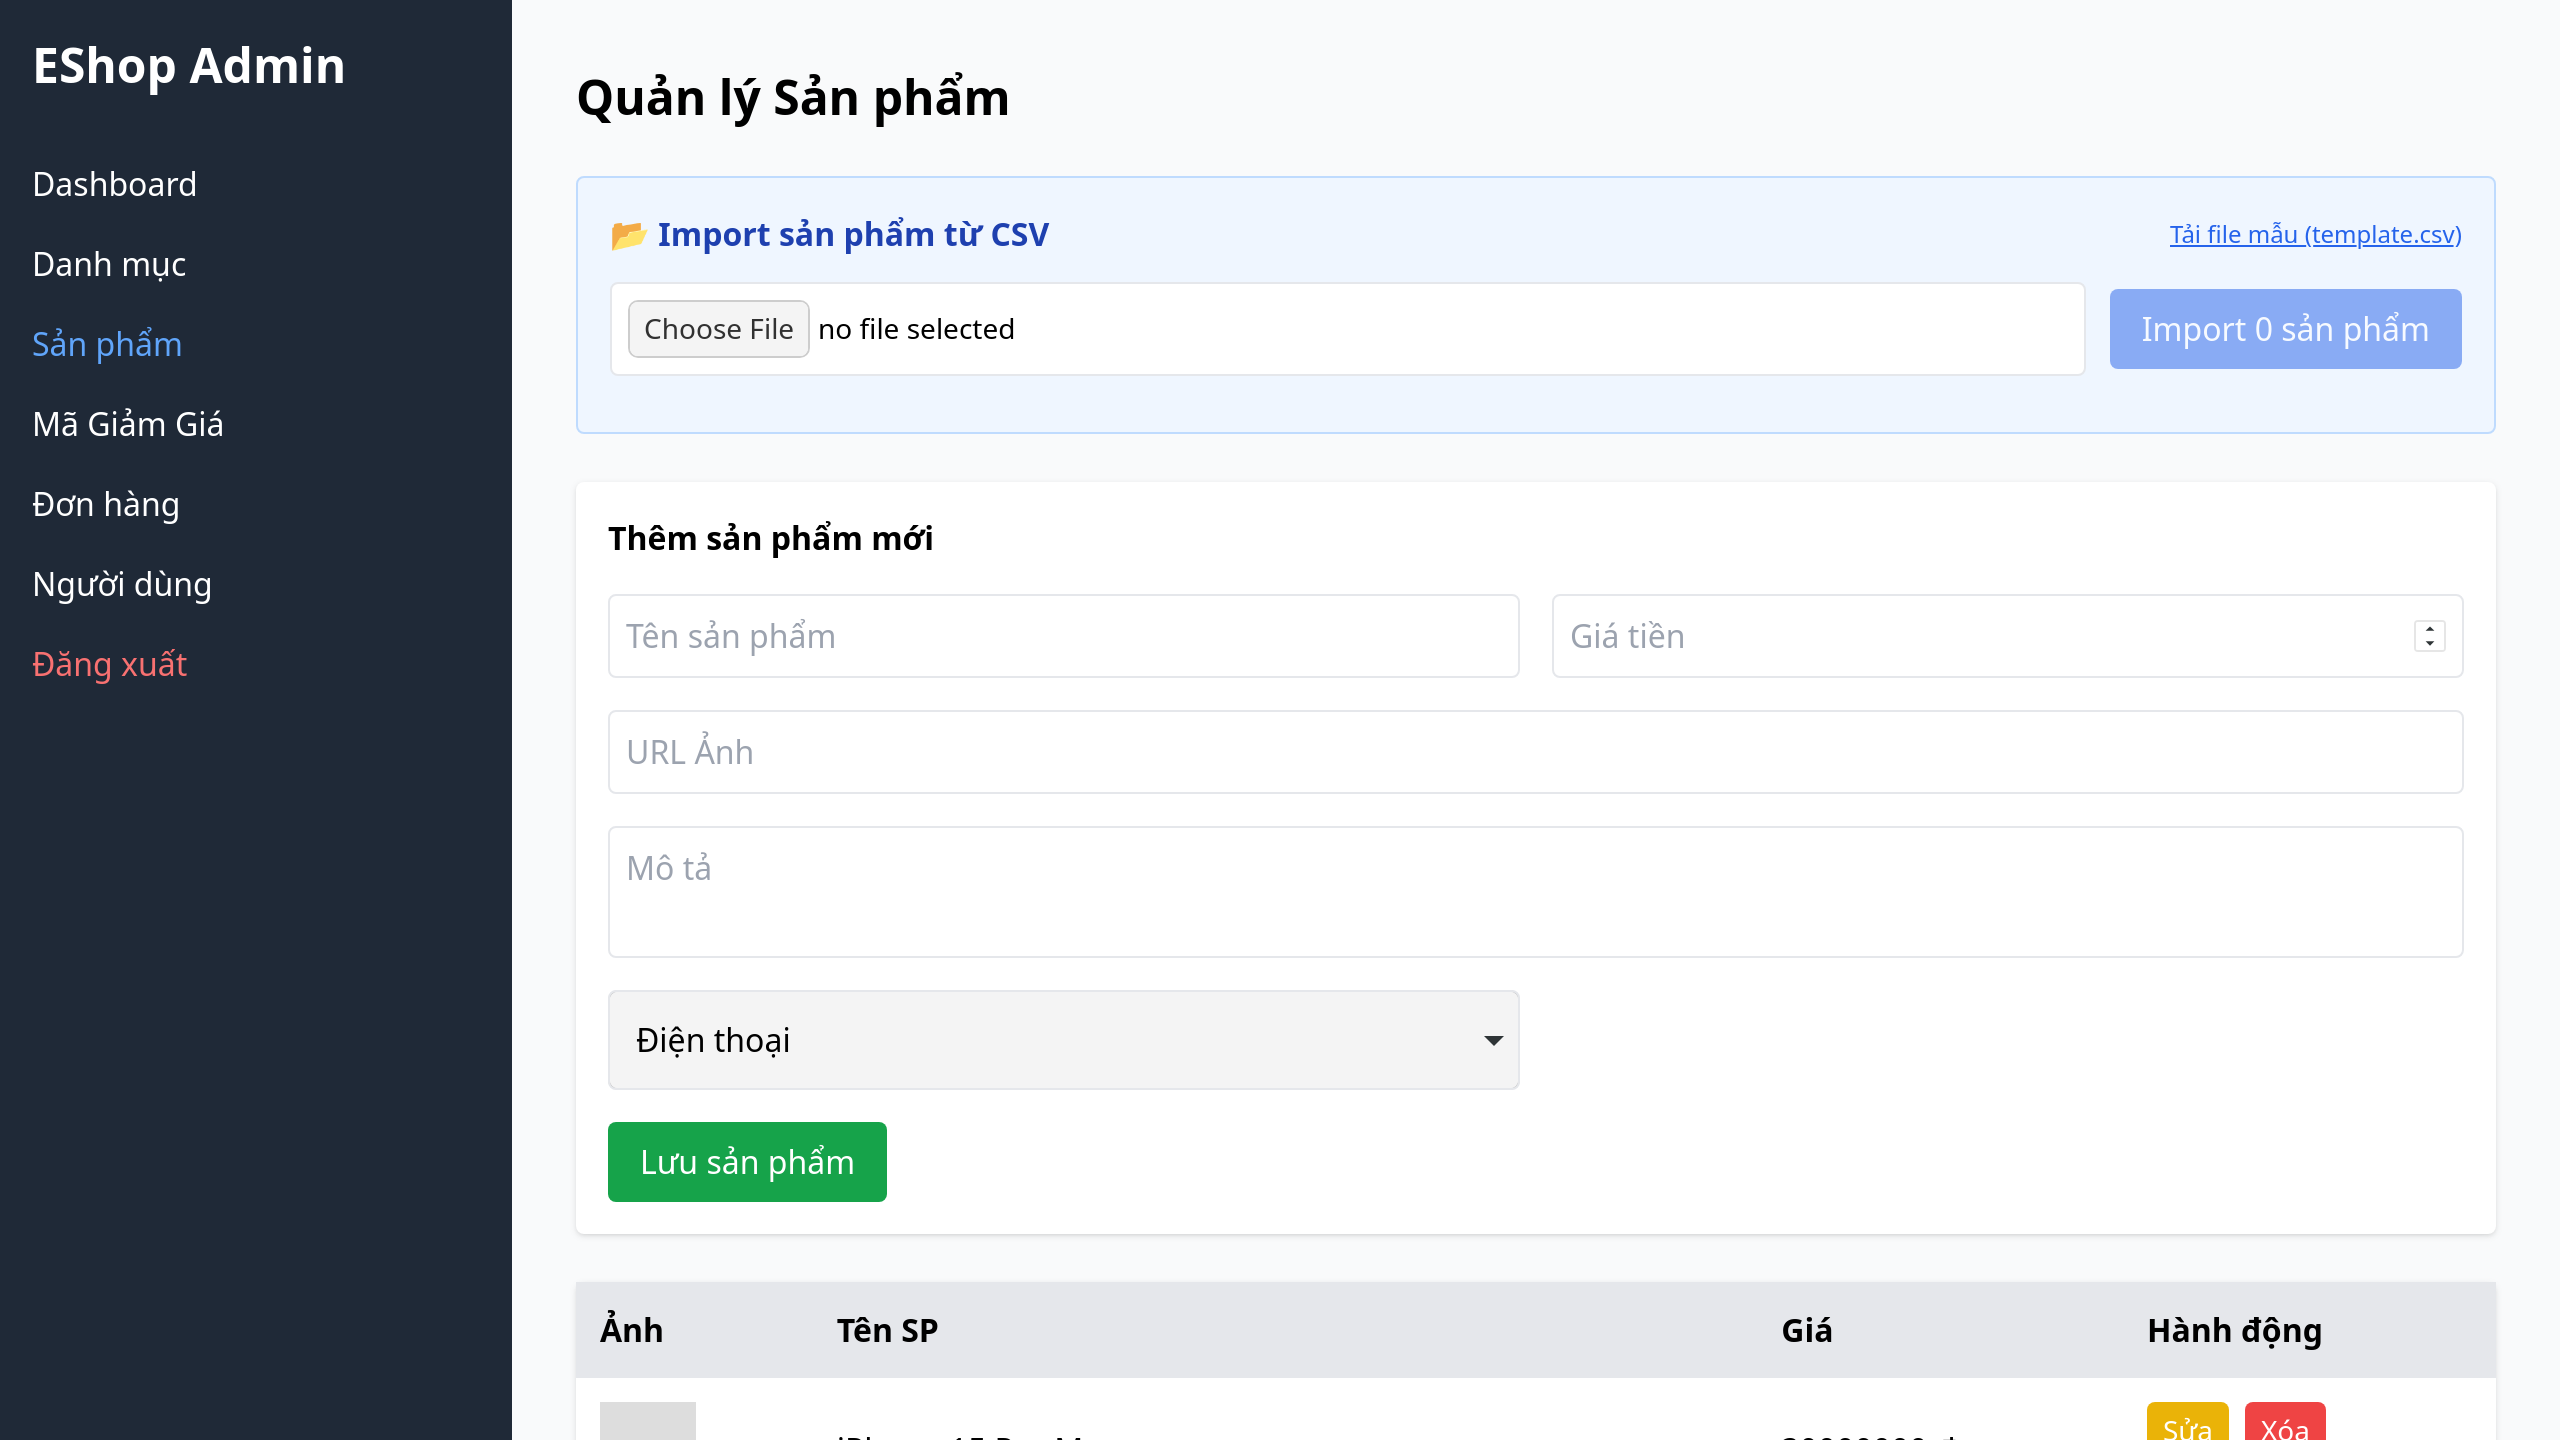 EShop Admin
Dashboard
Danh mục
Sản phẩm
Mã Giảm Giá
Đơn hàng
Người dùng
Đăng xuất
Quản lý Sản phẩm
📂 Import sản phẩm từ CSV
Tải file mẫu (template.csv)
Choose File no file selected
Import 0 sản phẩm
Thêm sản phẩm mới
Tên sản phẩm
Giá tiền
URL Ảnh
Mô tả
Điện thoại
Lưu sản phẩm
Ảnh Tên SP Giá Hành động
Sửa Xóa